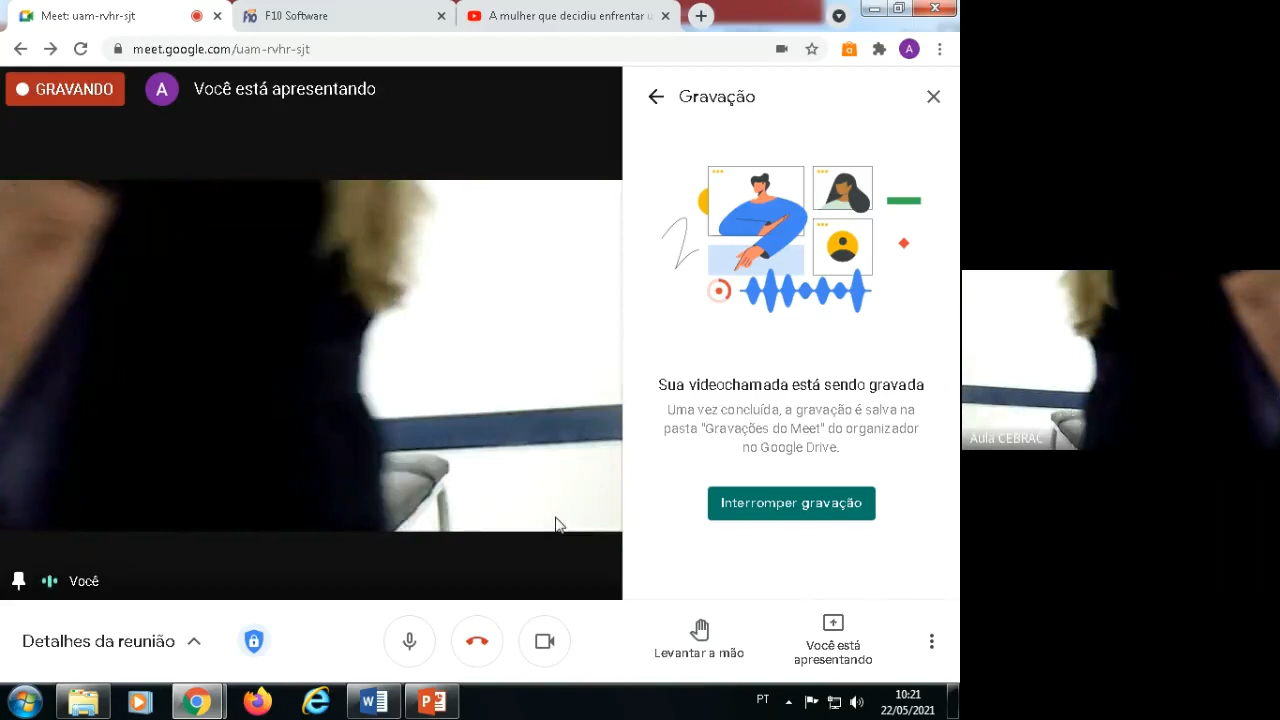 Meet: uam-rvhr-sjt
F10 Software
A mulher que decidiu enfrentar u
meet.google.com/uam-rvhr-sjt
A
GRAVANDO
A
Você está apresentando
Gravação
Sua videochamada está sendo gravada
Uma vez concluída, a gravação é salva na
pasta "Gravações do Meet" do organizador
no Google Drive.
Interromper gravação
Aula CEBRAC
Você
Detalhes da reunião
Levantar a mão
Você está
apresentando
PT
10:21
22/05/2021